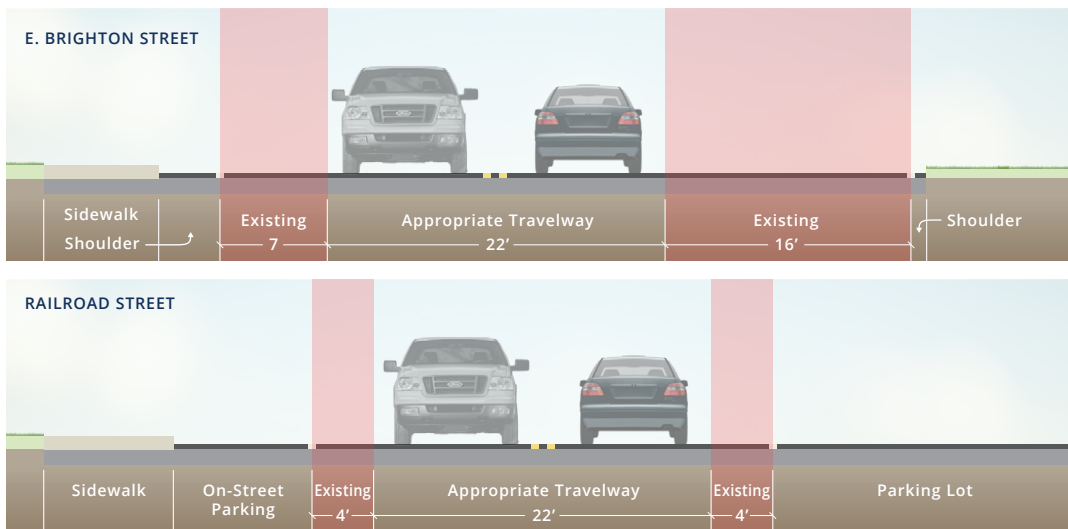 E. BRIGHTON STREET
Sidewalk
Shoulder
Existing
7
Appropriate Travelway
22’
Existing
16’
Shoulder
RAILROAD STREET
Sidewalk
On-Street
Parking
Existing
4’
Appropriate Travelway
22’
Existing
4’
Parking Lot